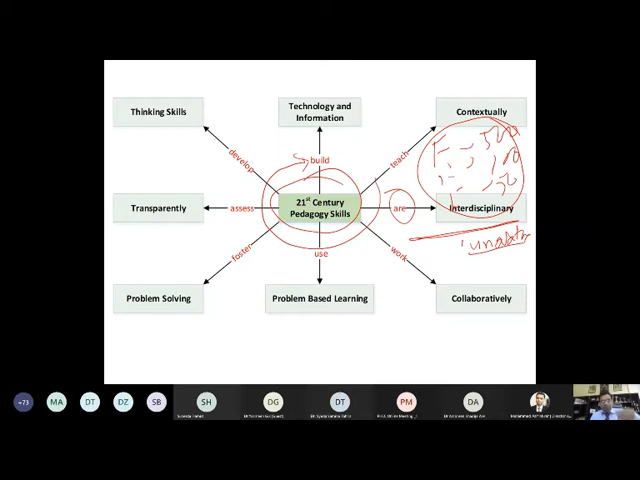 Thinking Skills
Technology and
Information
Contextually
develop
build
teach
Transparently
assess
21st Century
Pedagogy Skills
are
Interdisciplinary
foster
use
work
Problem Solving
Problem Based Learning
Collaboratively
+73
MA
DT
DZ
SB
SH
DG
DT
PM
DA